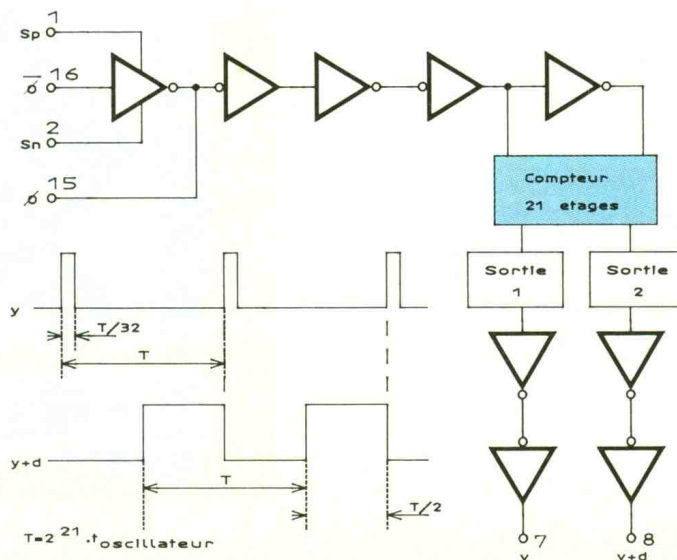 Sp 1
φ̅ 16
Sn 2
φ 15
Compteur
21 etages
Sortie
1
Sortie
2
y
T/32
T
y+d
T
T/2
T=2 21 .t oscillateur
7
y
8
y+d